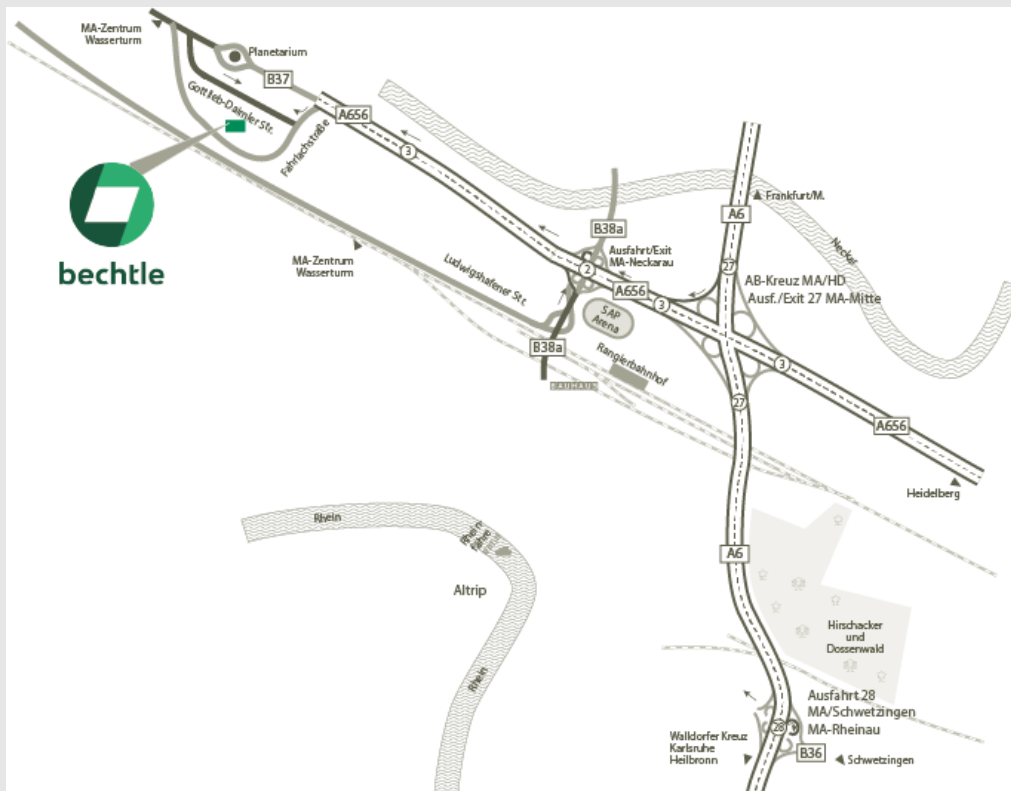 MA-Zentrum
Wasserturm
Planetarium
B37
Gottlieb-Daimler Str.
A656
3
Fahrlachstraße
bechtle
MA-Zentrum
Wasserturm
Ludwigshafener Str.
B38a
Ausfahrt/Exit
MA-Neckarau
2
A656
3
SAP
Arena
B38a
Rangierbahnhof
BAUHAUS
A6
Frankfurt/M.
Neckar
27
AB-Kreuz MA/HD
Ausf./Exit 27 MA-Mitte
3
27
A656
Heidelberg
Rhein
Rhein-
fähre
Altrip
Rhein
A6
Hirschacker
und
Dossenwald
Ausfahrt 28
MA/Schwetzingen
MA-Rheinau
28
B36
Walldorfer Kreuz
Karlsruhe
Heilbronn
Schwetzingen